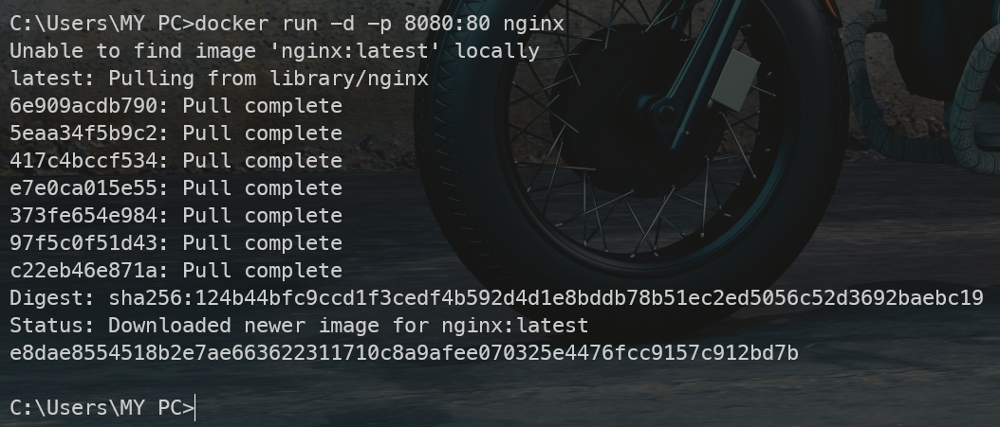 C:\Users\MY PC>docker run -d -p 8080:80 nginx
Unable to find image 'nginx:latest' locally
latest: Pulling from library/nginx
6e909acdb790: Pull complete
5eaa34f5b9c2: Pull complete
417c4bccf534: Pull complete
e7e0ca015e55: Pull complete
373fe654e984: Pull complete
97f5c0f51d43: Pull complete
c22eb46e871a: Pull complete
Digest: sha256:124b44bfc9ccd1f3cedf4b592d4d1e8bddb78b51ec2ed5056c52d3692baebc19
Status: Downloaded newer image for nginx:latest
e8dae8554518b2e7ae663622311710c8a9afee070325e4476fcc9157c912bd7b
C:\Users\MY PC>